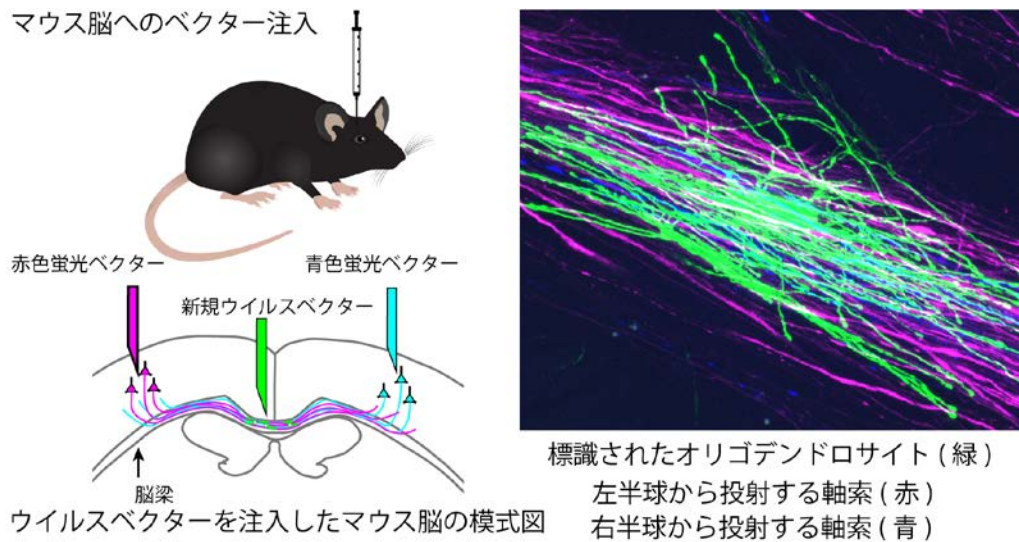 マウス脳へのベクター注入
赤色蛍光ベクター
青色蛍光ベクター
新規ウイルスベクター
脳梁
ウイルスベクターを注入したマウス脳の模式図
標識されたオリゴデンドロサイト ( 緑 )
左半球から投射する軸索 ( 赤 )
右半球から投射する軸索 ( 青 )